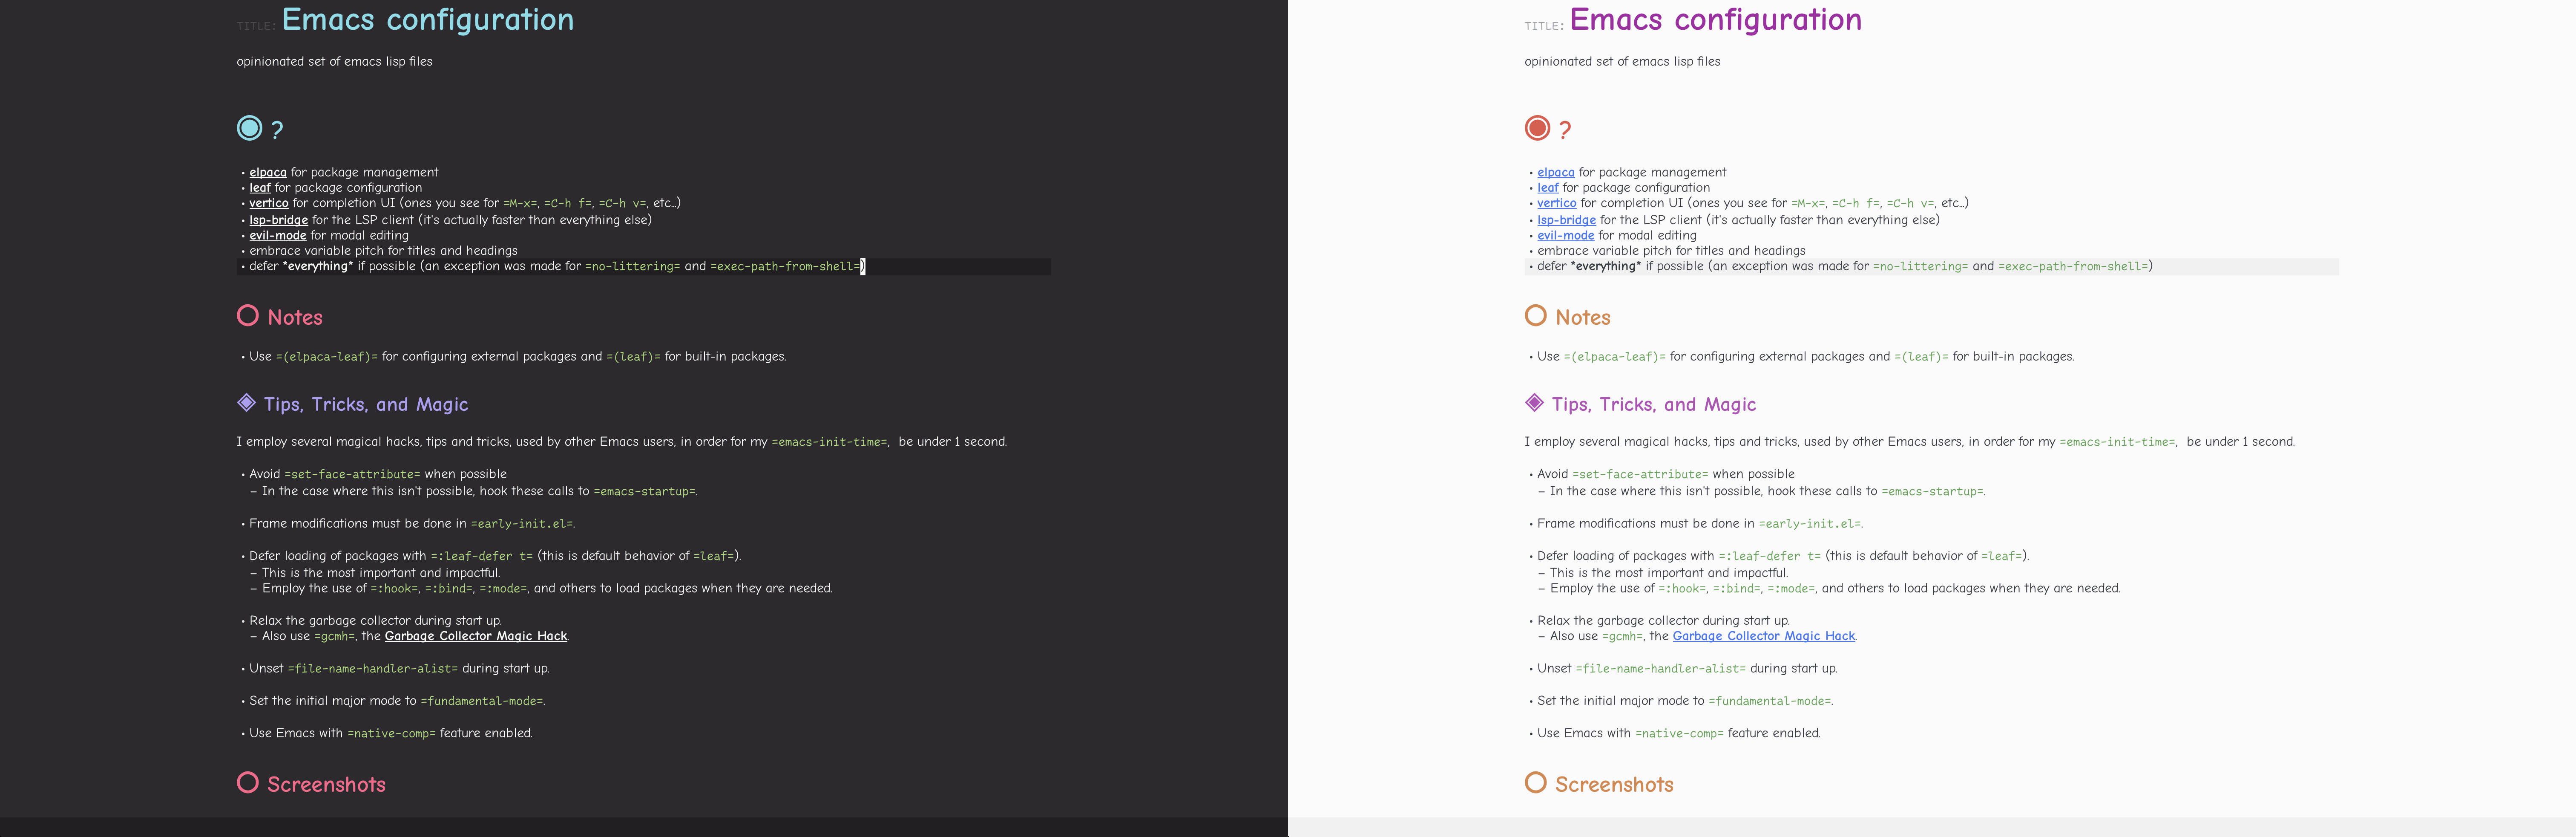 TITLE: Emacs configuration
opinionated set of emacs lisp files
?
• elpaca for package management
• leaf for package configuration
• vertico for completion UI (ones you see for =M-x=, =C-h f=, =C-h v=, etc...)
• lsp-bridge for the LSP client (it's actually faster than everything else)
• evil-mode for modal editing
• embrace variable pitch for titles and headings
• defer *everything* if possible (an exception was made for =no-littering= and =exec-path-from-shell=)
Notes
• Use =(elpaca-leaf)= for configuring external packages and =(leaf)= for built-in packages.
Tips, Tricks, and Magic
I employ several magical hacks, tips and tricks, used by other Emacs users, in order for my =emacs-init-time=,  be under 1 second.
• Avoid =set-face-attribute= when possible
– In the case where this isn't possible, hook these calls to =emacs-startup=.
• Frame modifications must be done in =early-init.el=.
• Defer loading of packages with =:leaf-defer t= (this is default behavior of =leaf=).
– This is the most important and impactful.
– Employ the use of =:hook=, =:bind=, =:mode=, and others to load packages when they are needed.
• Relax the garbage collector during start up.
– Also use =gcmh=, the Garbage Collector Magic Hack.
• Unset =file-name-handler-alist= during start up.
• Set the initial major mode to =fundamental-mode=.
• Use Emacs with =native-comp= feature enabled.
Screenshots
TITLE: Emacs configuration
opinionated set of emacs lisp files
?
• elpaca for package management
• leaf for package configuration
• vertico for completion UI (ones you see for =M-x=, =C-h f=, =C-h v=, etc...)
• lsp-bridge for the LSP client (it's actually faster than everything else)
• evil-mode for modal editing
• embrace variable pitch for titles and headings
• defer *everything* if possible (an exception was made for =no-littering= and =exec-path-from-shell=)
Notes
• Use =(elpaca-leaf)= for configuring external packages and =(leaf)= for built-in packages.
Tips, Tricks, and Magic
I employ several magical hacks, tips and tricks, used by other Emacs users, in order for my =emacs-init-time=,  be under 1 second.
• Avoid =set-face-attribute= when possible
– In the case where this isn't possible, hook these calls to =emacs-startup=.
• Frame modifications must be done in =early-init.el=.
• Defer loading of packages with =:leaf-defer t= (this is default behavior of =leaf=).
– This is the most important and impactful.
– Employ the use of =:hook=, =:bind=, =:mode=, and others to load packages when they are needed.
• Relax the garbage collector during start up.
– Also use =gcmh=, the Garbage Collector Magic Hack.
• Unset =file-name-handler-alist= during start up.
• Set the initial major mode to =fundamental-mode=.
• Use Emacs with =native-comp= feature enabled.
Screenshots